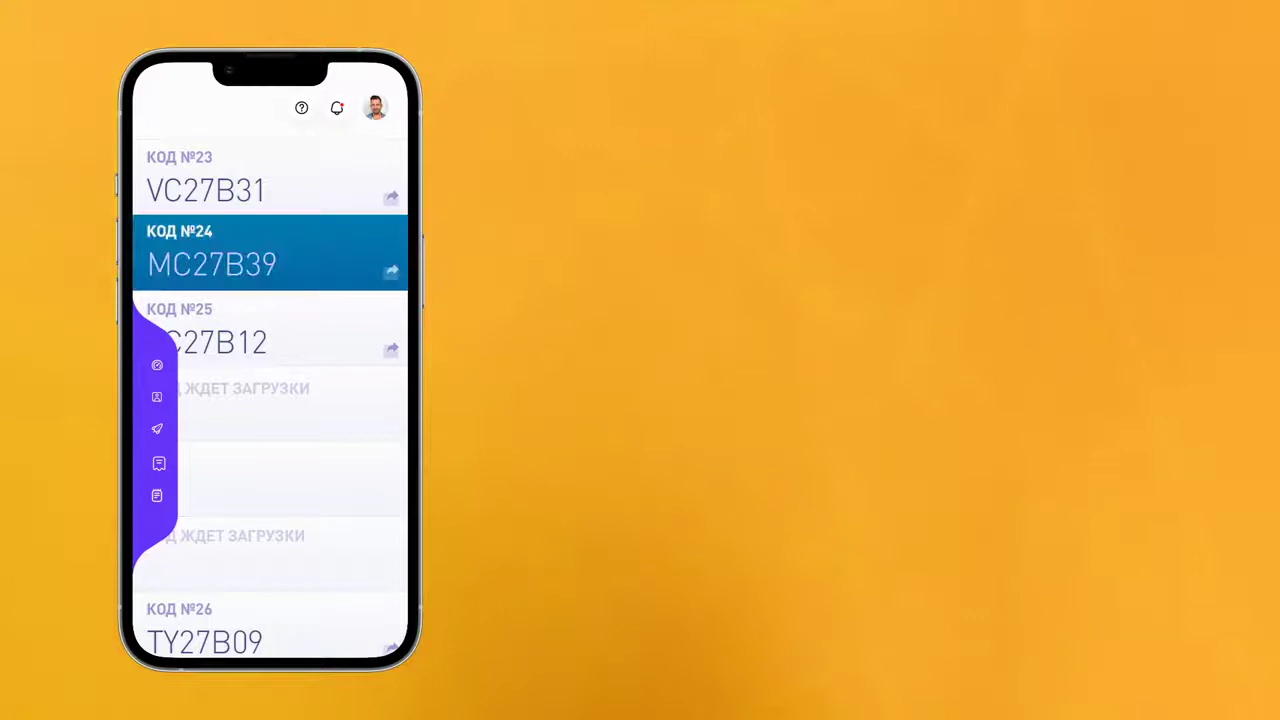 КОД №23
VC27B31
КОД №24
MC27B39
КОД №25
C27B12
ЖДЕТ ЗАГРУЗКИ
ЖДЕТ ЗАГРУЗКИ
КОД №26
TY27B09